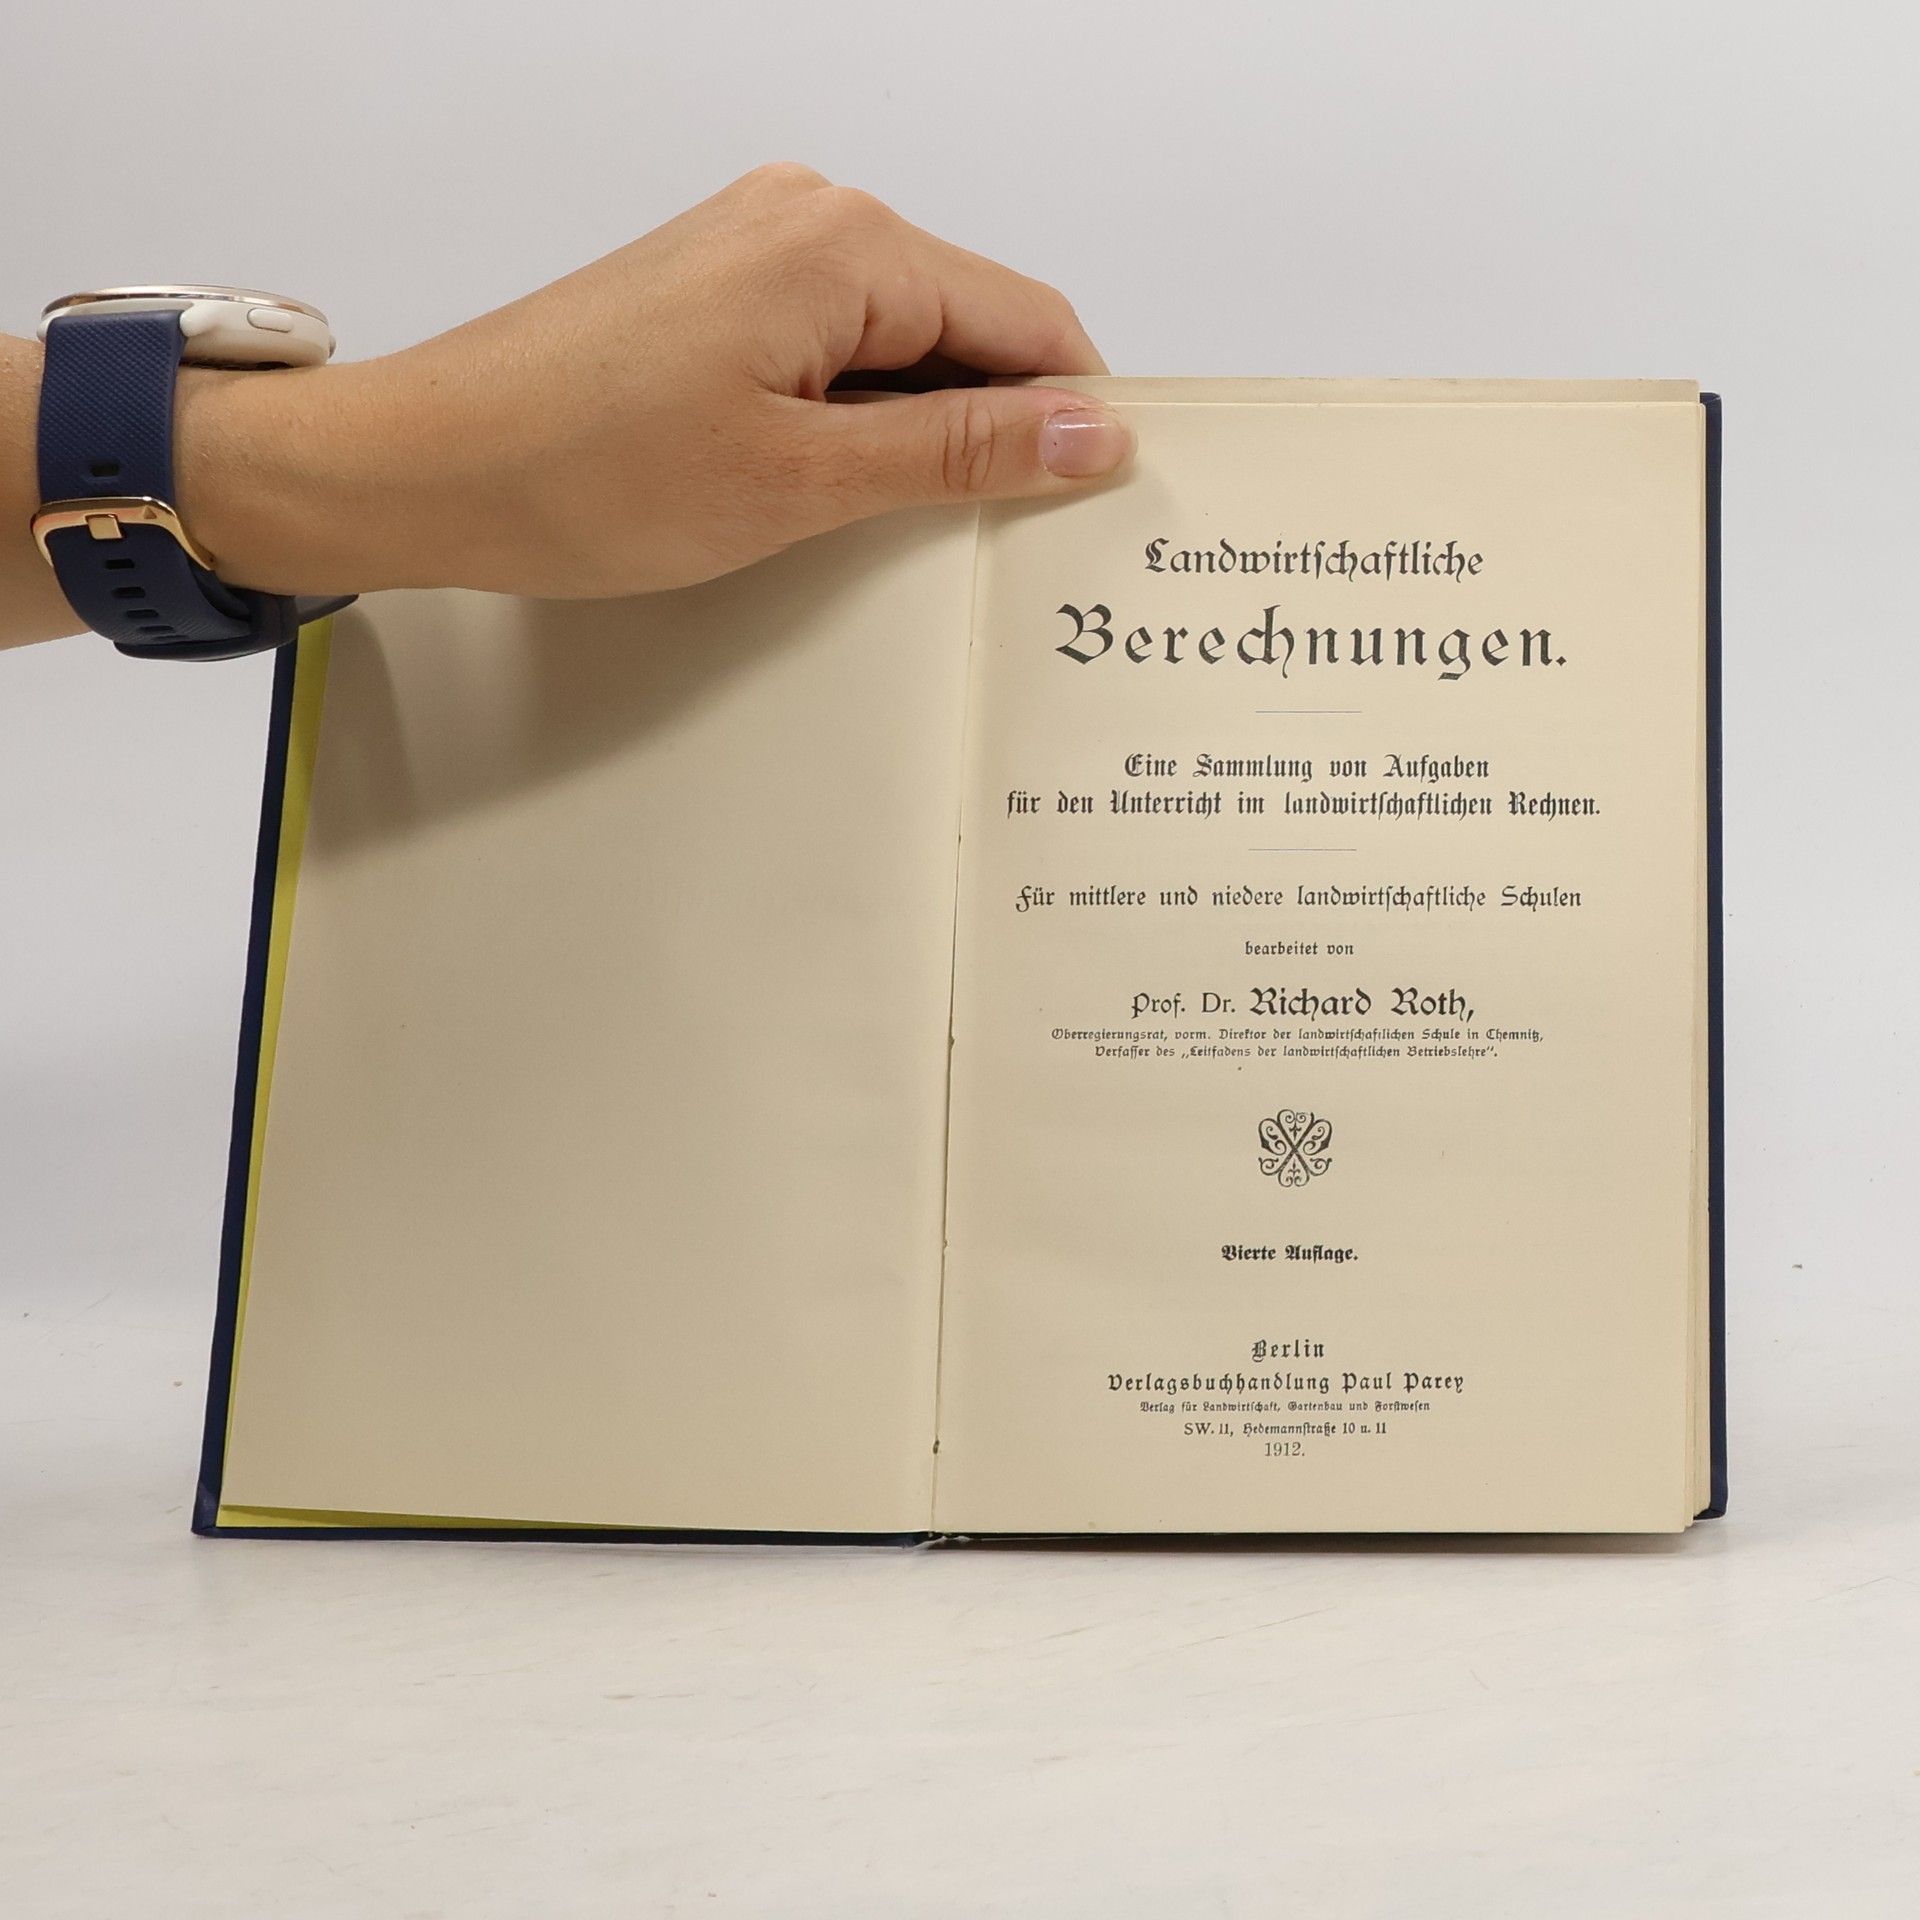 Landwirtſchaftliche
Berechnungen.
Eine Sammlung von Aufgaben
für den Unterricht im landwirtſchaftlichen Rechnen.
Für mittlere und niedere landwirtſchaftliche Schulen
bearbeitet von
Prof. Dr. Richard Roth,
Oberregierungsrat, vorm. Direktor der landwirtſchaftlichen Schule in Chemnitz,
Verfaſſer des „Leitfadens der landwirtſchaftlichen Betriebslehre“.
Vierte Auflage.
Berlin
Verlagsbuchhandlung Paul Parey
Verlag für Landwirtſchaft, Gartenbau und Forſtweſen
SW. 11, Hedemannſtraße 10 u. 11
1912.